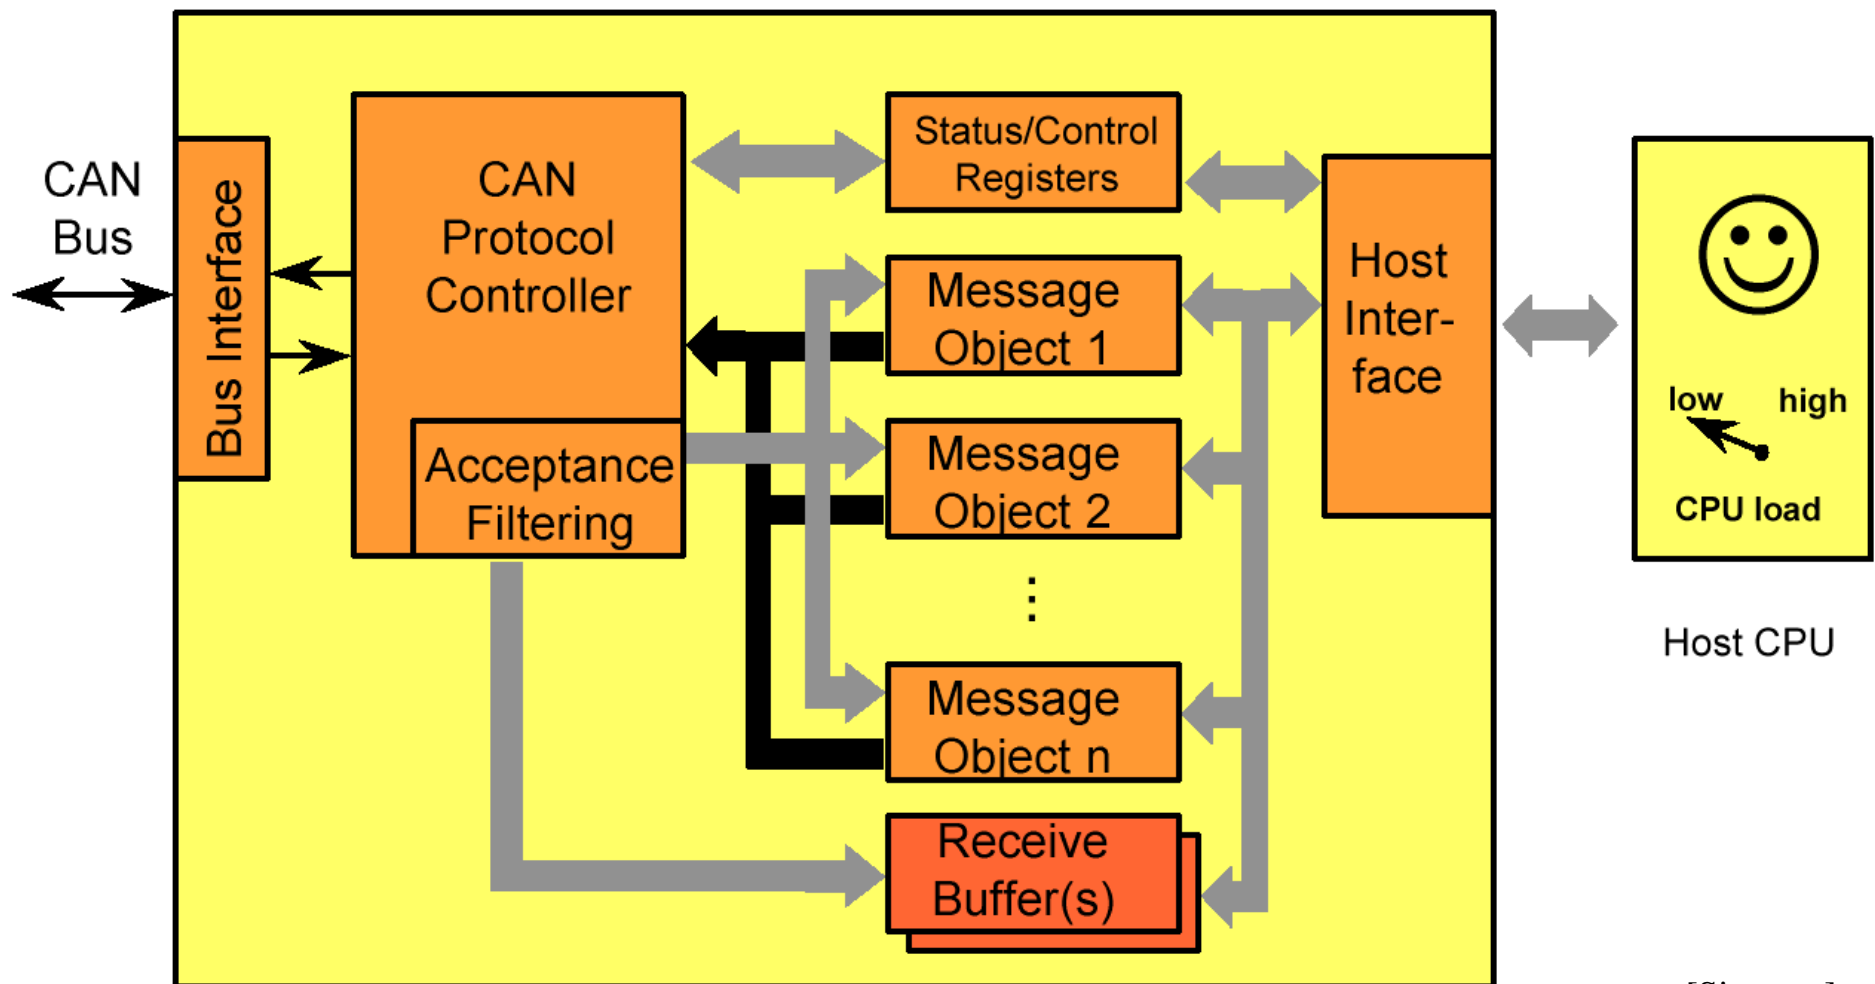 CAN
Bus
Bus Interface
CAN
Protocol
Controller
Acceptance
Filtering
Status/Control
Registers
Message
Object 1
Message
Object 2
⋮
Message
Object n
Receive
Buffer(s)
Host
Inter-
face
low
high
CPU load
Host CPU